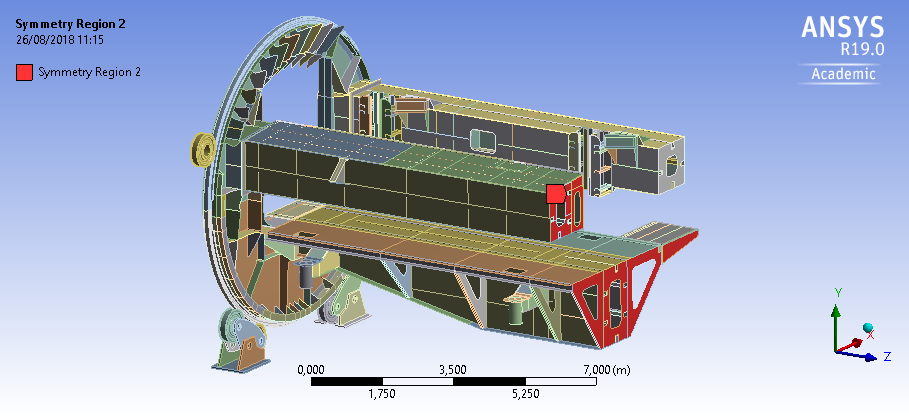 Symmetry Region 2
26/08/2018 11:15
Symmetry Region 2
ANSYS
R19.0
Academic
Y
X
Z
0,000 3,500 7,000 (m)
1,750 5,250